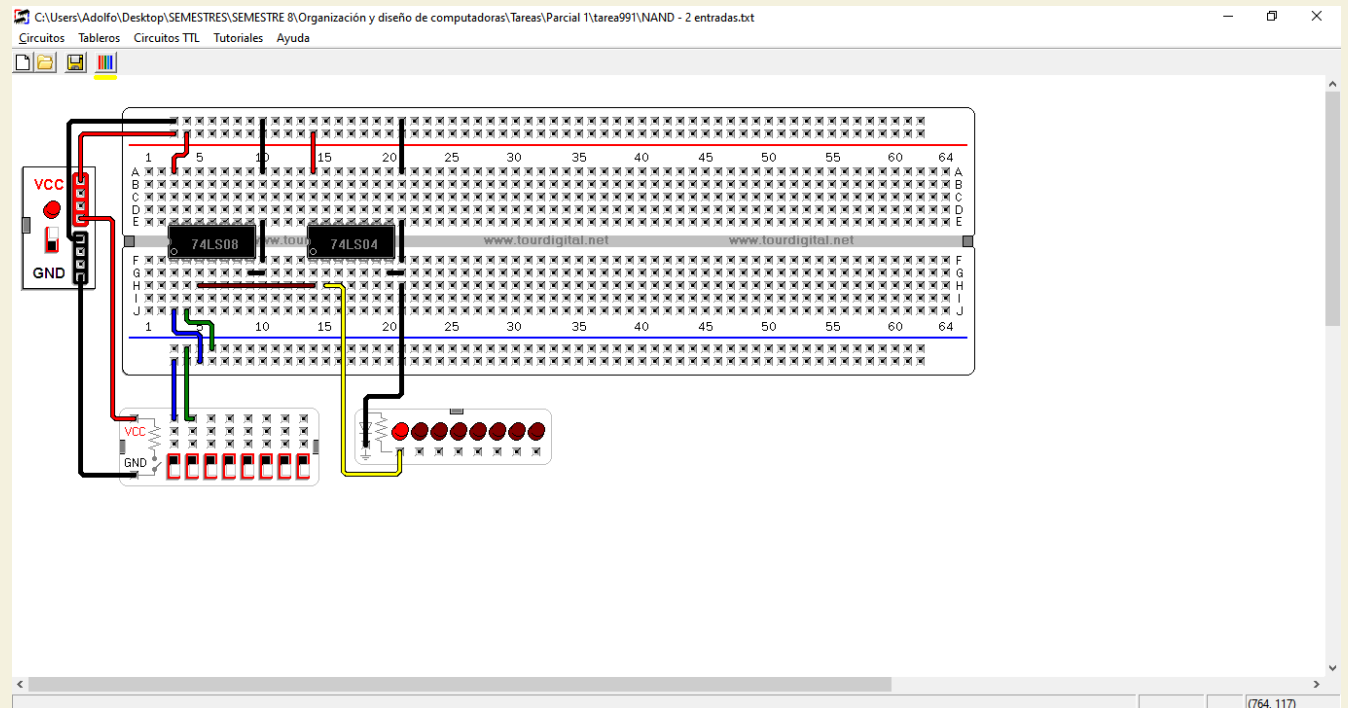 C:\Users\Adolfo\Desktop\SEMESTRES\SEMESTRE 8\Organización y diseño de computadoras\Tareas\Parcial 1\tarea991\NAND - 2 entradas.txt
Circuitos Tableros Circuitos TTL Tutoriales Ayuda
1 5 10 15 20 25 30 35 40 45 50 55 60 64
A A
B B
C C
D D
E E
VCC
GND
74LS08 74LS04 www.tourdigital.net www.tourdigital.net
F F
G G
H H
I I
J J
1 5 10 15 20 25 30 35 40 45 50 55 60 64
VCC
GND
(764, 117)